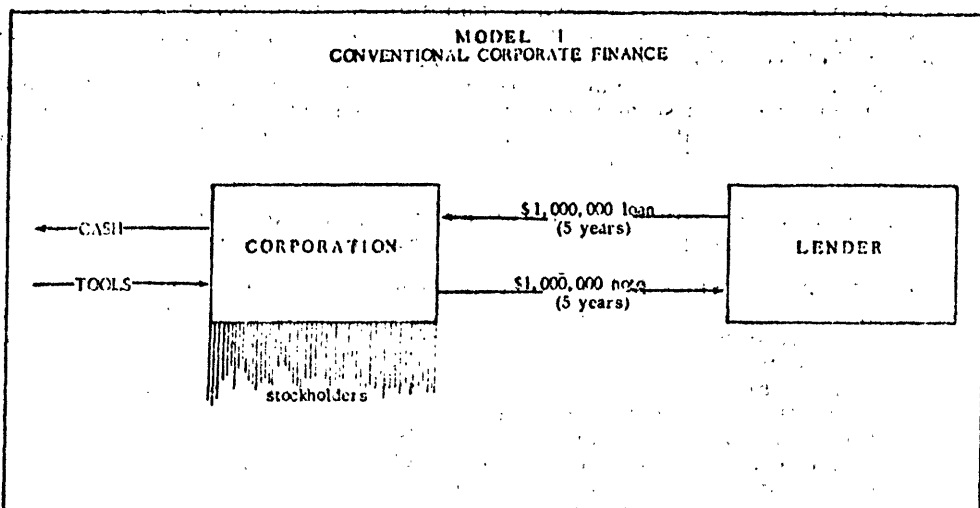 MODEL I
CONVENTIONAL CORPORATE FINANCE
CASH
TOOLS
CORPORATION
stockholders
$1,000,000 loan
(5 years)
$1,000,000 note
(5 years)
LENDER